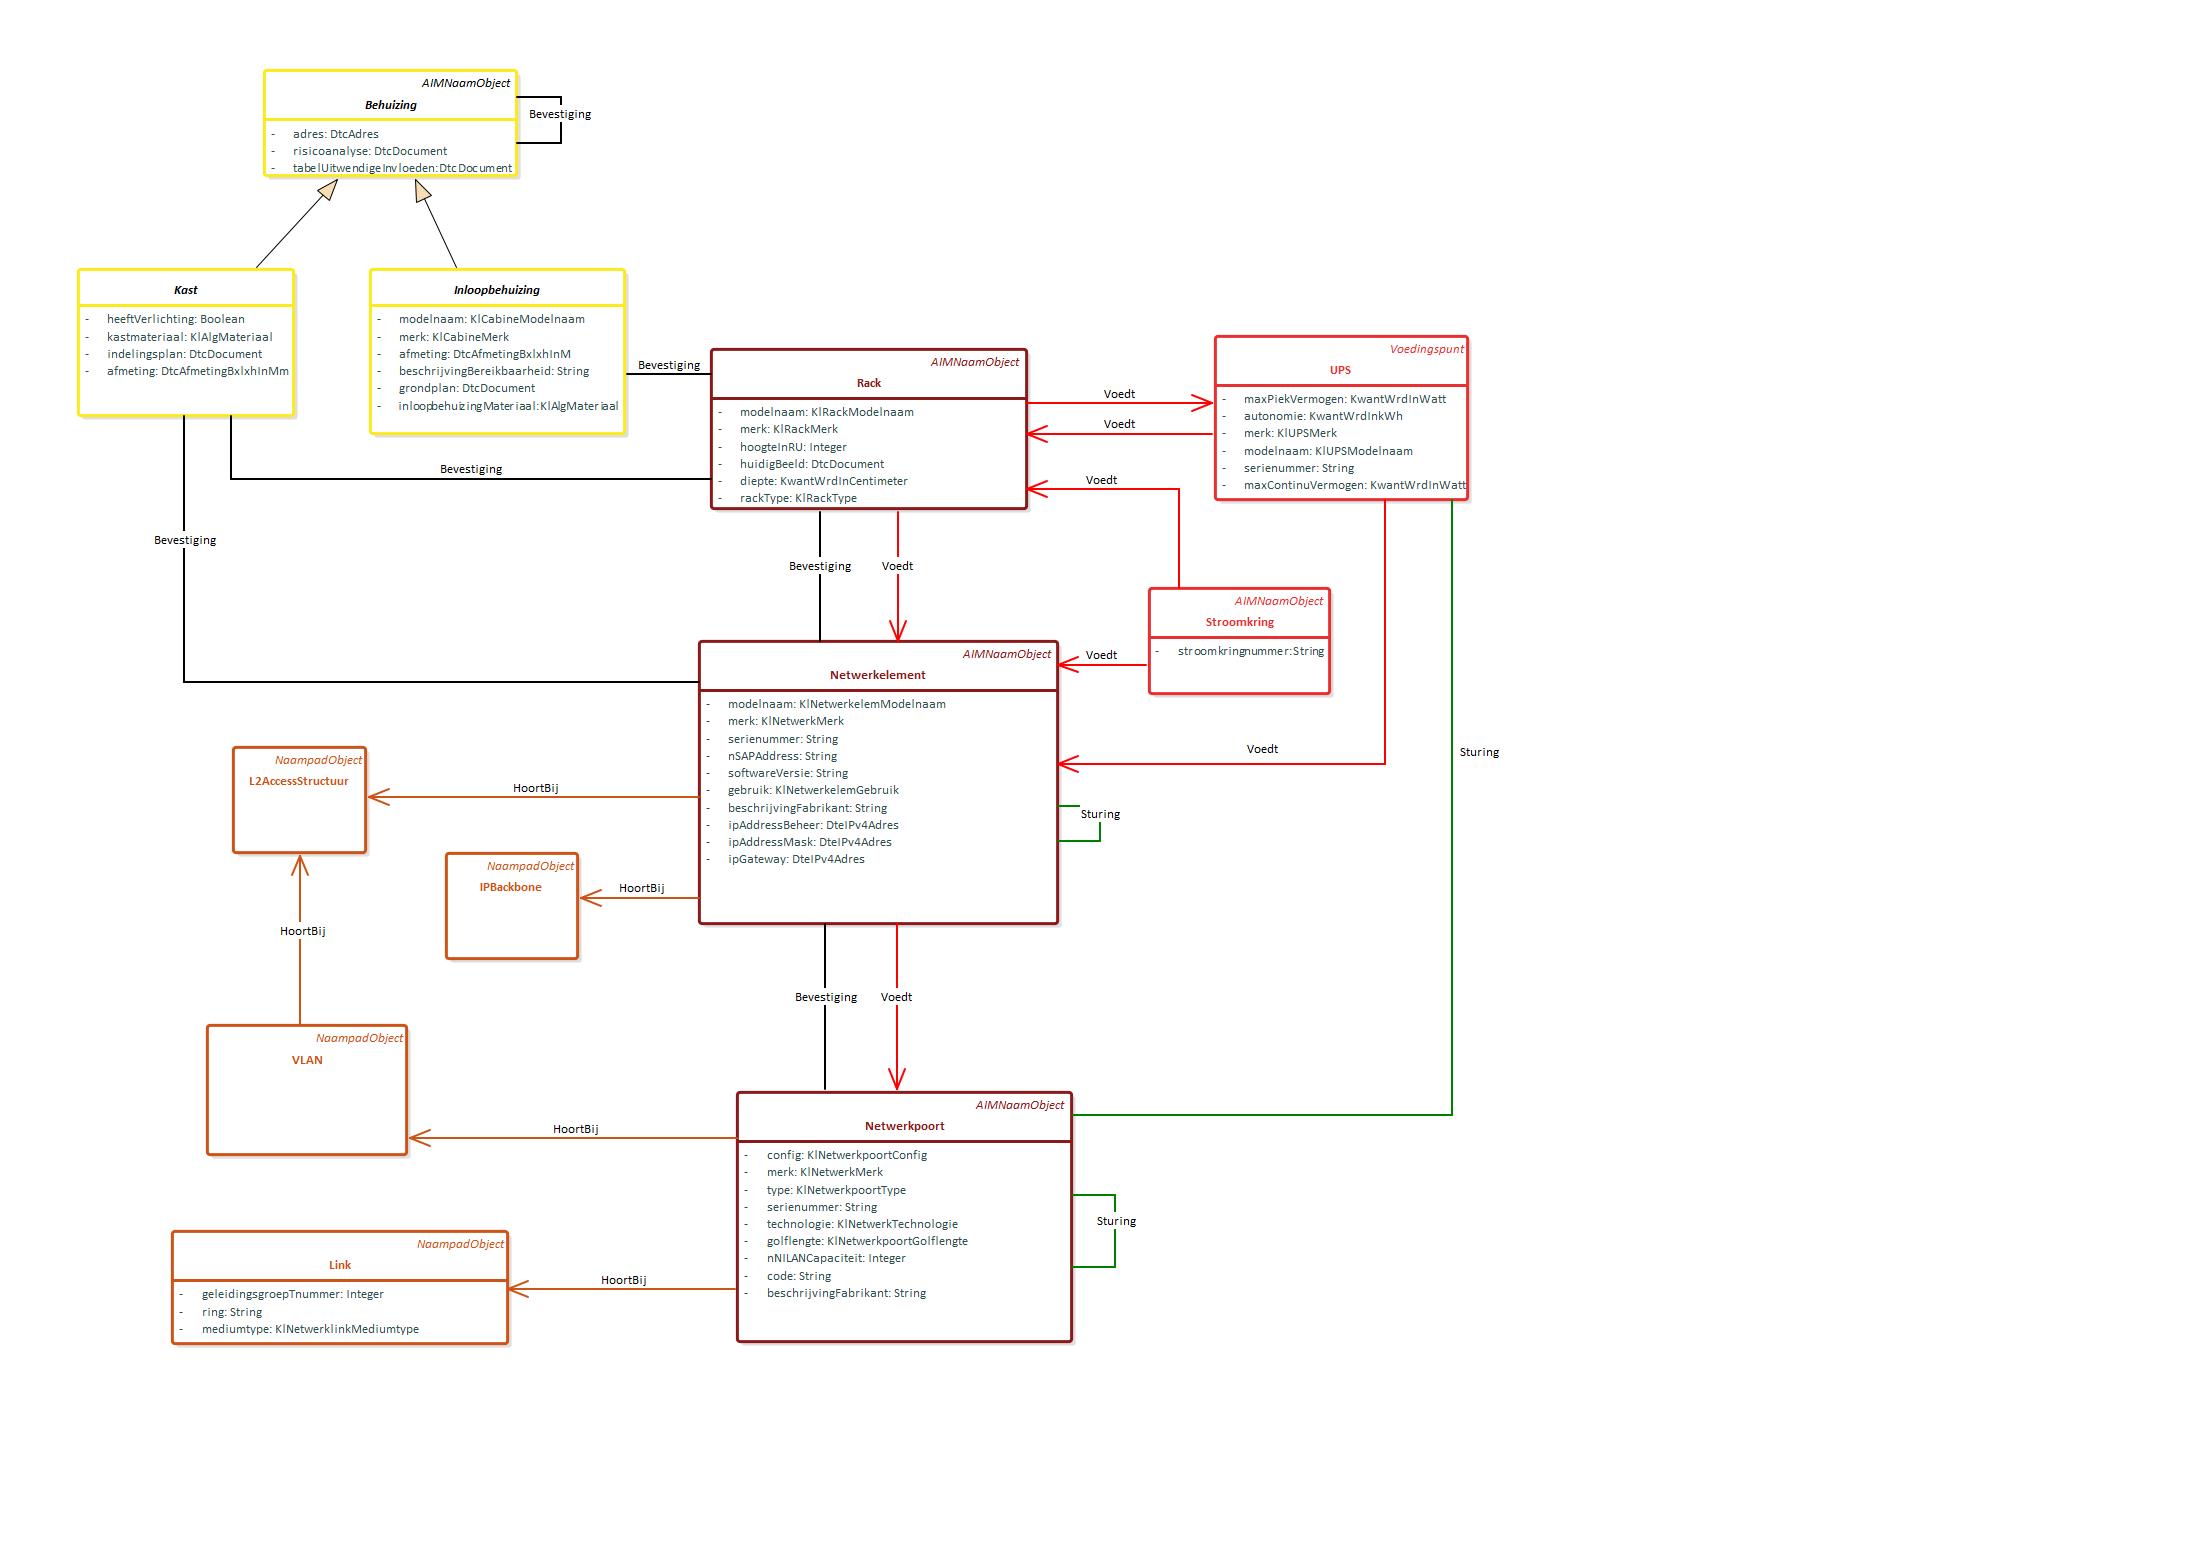 AIMNaamObject
Behuizing
- adres: DtcAdres
- risicoanalyse: DtcDocument
- tabelUitwendigeInvloeden: DtcDocument
Bevestiging
Kast
- heeftVerlichting: Boolean
- kastmateriaal: KlAlgMateriaal
- indelingsplan: DtcDocument
- afmeting: DtcAfmetingBxlxhInMm
Inloopbehuizing
- modelnaam: KlCabineModelnaam
- merk: KlCabineMerk
- afmeting: DtcAfmetingBxlxhInM
- beschrijvingBereikbaarheid: String
- grondplan: DtcDocument
- inloopbehuizingMateriaal: KlAlgMateriaal
Bevestiging
AIMNaamObject
Rack
- modelnaam: KlRackModelnaam
- merk: KlRackMerk
- hoogteInRU: Integer
- huidigBeeld: DtcDocument
- diepte: KwantWrdInCentimeter
- rackType: KlRackType
Voedt
Voedt
Voedt
Voedingspunt
UPS
- maxPiekVermogen: KwantWrdInWatt
- autonomie: KwantWrdInkWh
- merk: KlUPSMerk
- modelnaam: KlUPSModelnaam
- serienummer: String
- maxContinuVermogen: KwantWrdInWatt
Bevestiging
Bevestiging
Bevestiging
Voedt
AIMNaamObject
Stroomkring
- stroomkringnummer: String
Voedt
AIMNaamObject
Netwerkelement
- modelnaam: KlNetwerkelemModelnaam
- merk: KlNetwerkMerk
- serienummer: String
- nSAPAddress: String
- softwareVersie: String
- gebruik: KlNetwerkelemGebruik
- beschrijvingFabrikant: String
- ipAddressBeheer: DteIPv4Adres
- ipAddressMask: DteIPv4Adres
- ipGateway: DteIPv4Adres
Voedt
Sturing
Sturing
NaampadObject
L2AccessStructuur
HoortBij
NaampadObject
IPBackbone
HoortBij
HoortBij
Bevestiging
Voedt
NaampadObject
VLAN
HoortBij
AIMNaamObject
Netwerkpoort
- config: KlNetwerkpoortConfig
- merk: KlNetwerkMerk
- type: KlNetwerkpoortType
- serienummer: String
- technologie: KlNetwerkTechnologie
- golflengte: KlNetwerkpoortGolflengte
- nNILANCapaciteit: Integer
- code: String
- beschrijvingFabrikant: String
Sturing
NaampadObject
Link
- geleidingsgroepTnummer: Integer
- ring: String
- mediumtype: KlNetwerklinkMediumtype
HoortBij